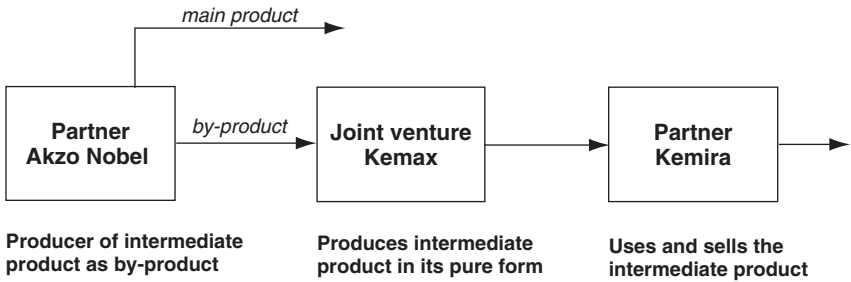 main product
Partner
Akzo Nobel
by-product
Joint venture
Kemax
Partner
Kemira
Producer of intermediate
product as by-product
Produces intermediate
product in its pure form
Uses and sells the
intermediate product